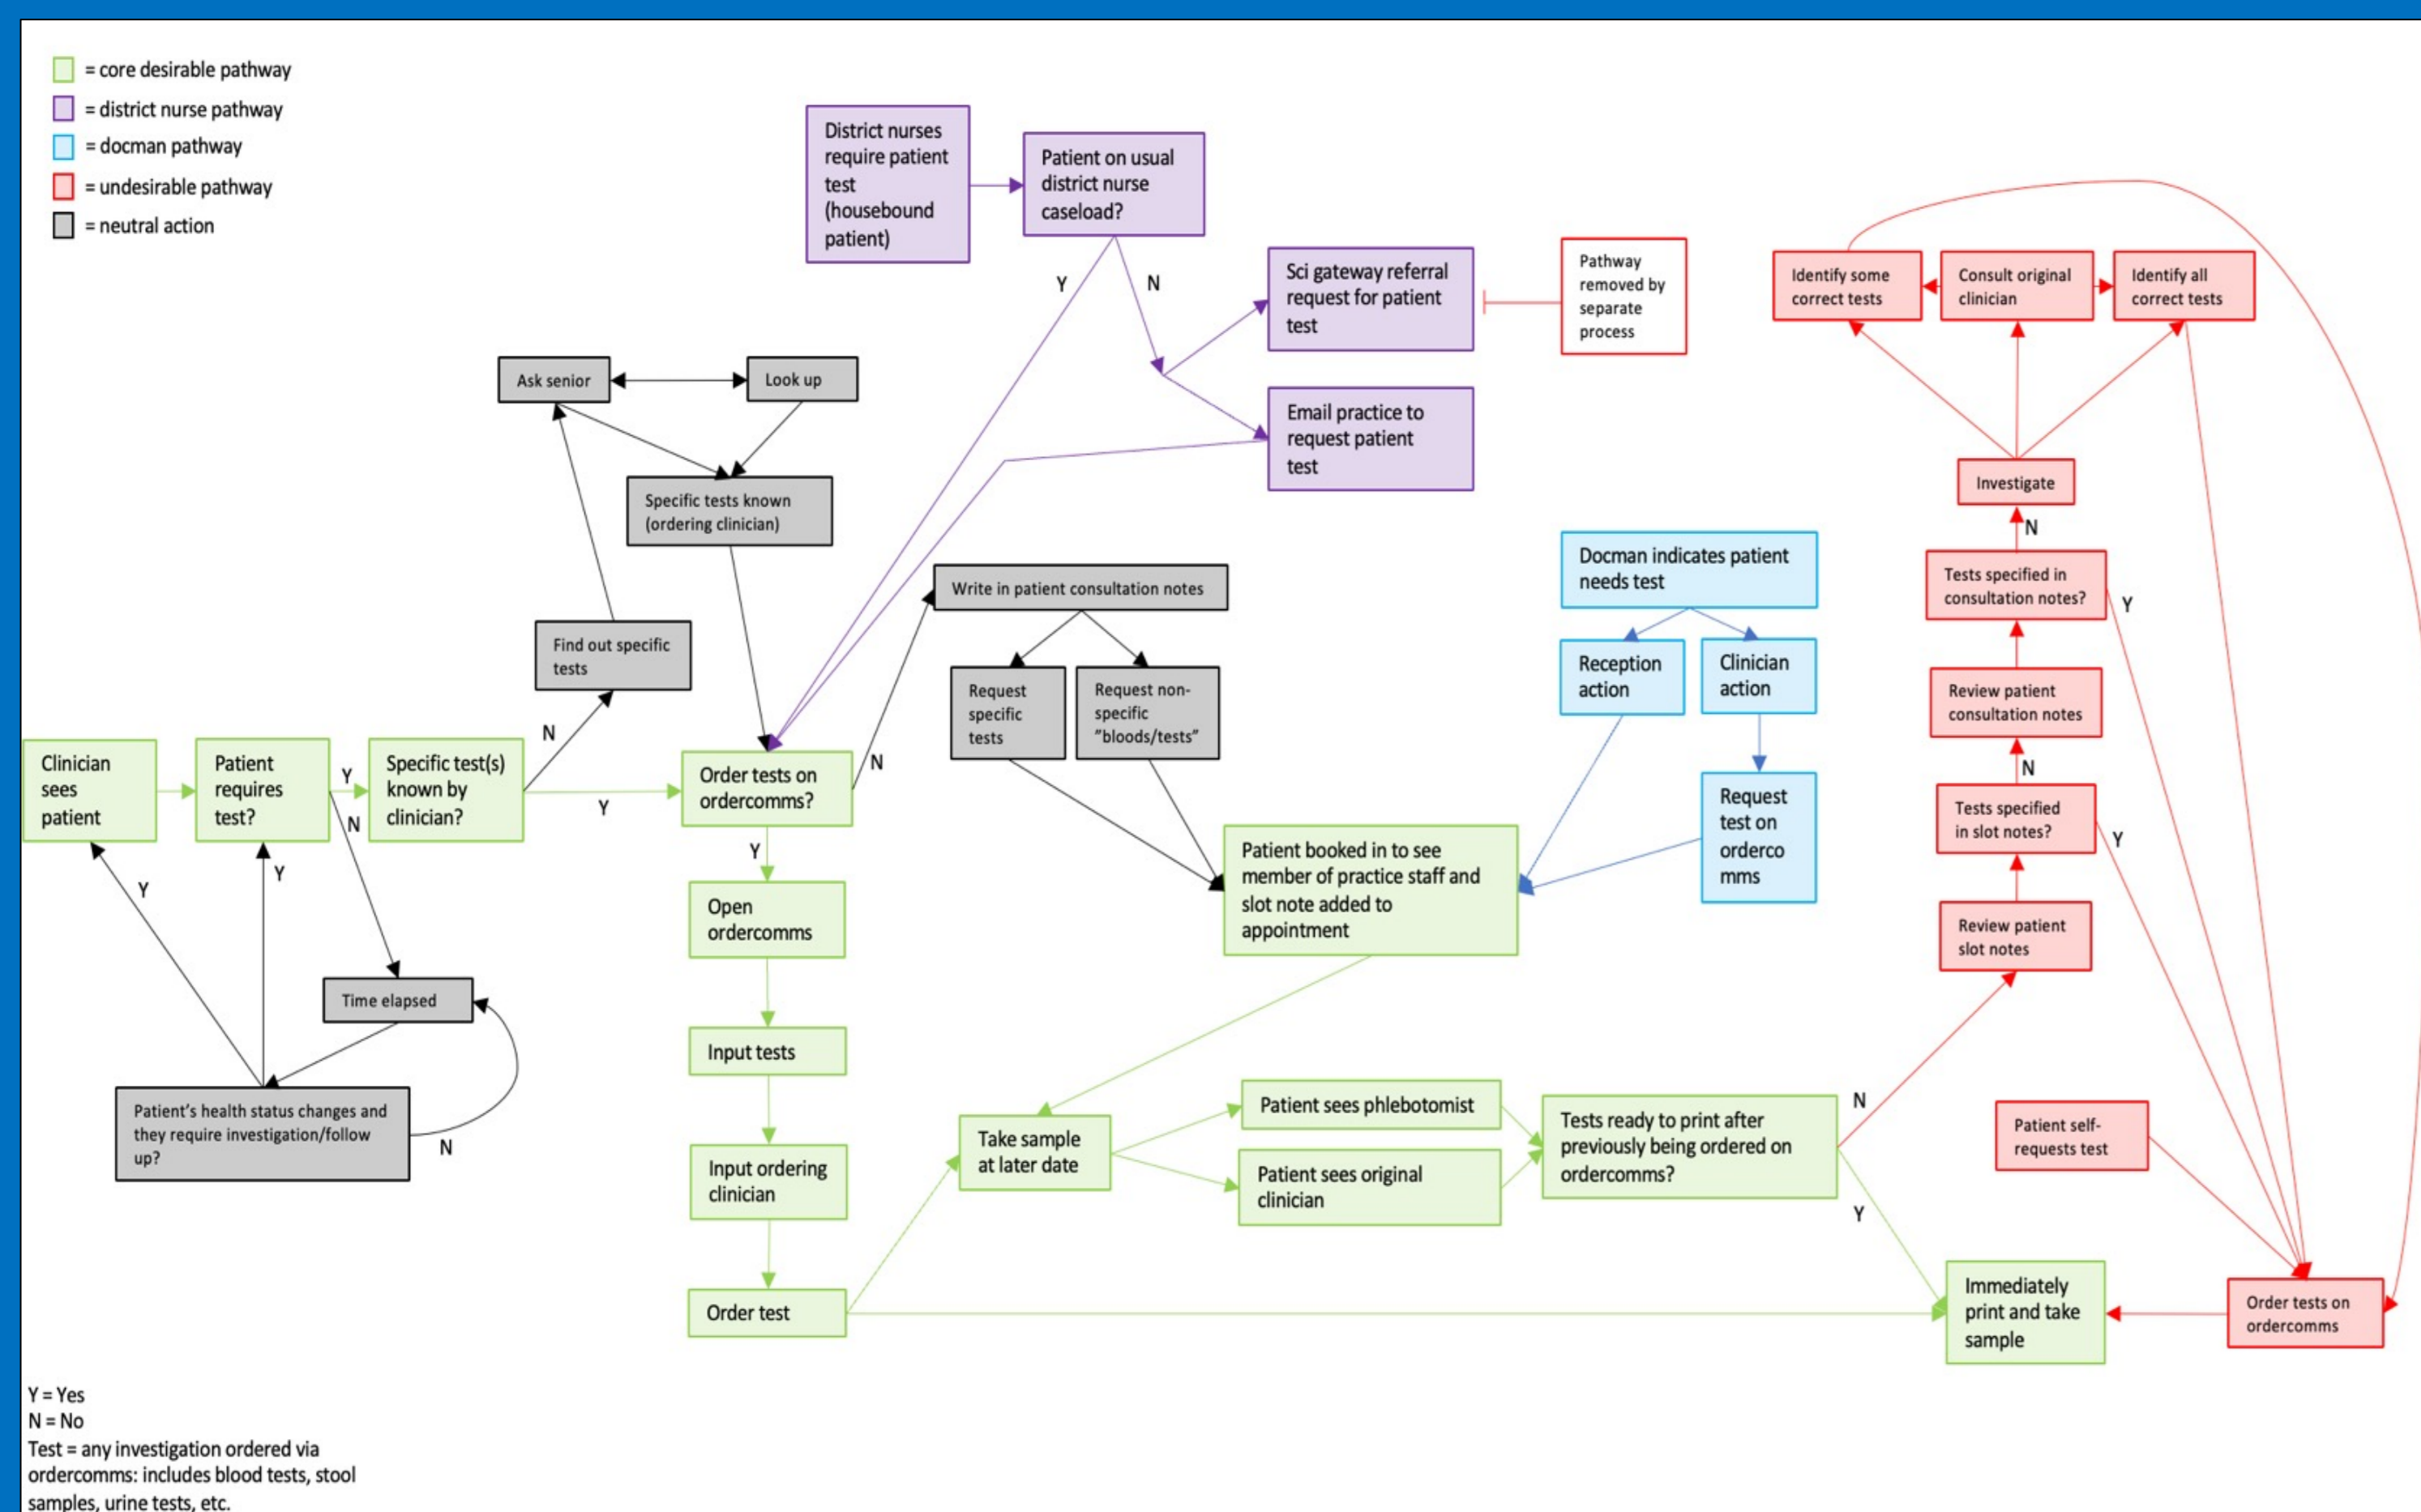 = core desirable pathway
= district nurse pathway
= docman pathway
= undesirable pathway
= neutral action
District nurses
require patient
test
(housebound
patient)
Patient on usual
district nurse
caseload?
Y
N
Sci gateway referral
request for patient
test
Pathway
removed by
separate
process
Email practice to
request patient
test
Identify some
correct tests
Consult original
clinician
Identify all
correct tests
Investigate
N
Tests specified in
consultation notes?
Y
Review patient
consultation notes
N
Tests specified
in slot notes?
Y
Review patient
slot notes
Ask senior
Look up
Specific tests known
(ordering clinician)
Find out specific
tests
N
Write in patient consultation notes
Request
specific
tests
Request non-
specific
”bloods/tests”
Docman indicates patient
needs test
Reception
action
Clinician
action
Request
test on
orderco
mms
Clinician
sees
patient
Patient
requires
test?
Y
N
Specific test(s)
known by
clinician?
Y
Order tests on
ordercomms?
N
Y
Y
Y
Time elapsed
Patient’s health status changes and
they require investigation/follow
up?
N
Open
ordercomms
Input tests
Input ordering
clinician
Order test
Patient booked in to see
member of practice staff and
slot note added to
appointment
Take sample
at later date
Patient sees phlebotomist
Patient sees original
clinician
Tests ready to print after
previously being ordered on
ordercomms?
N
Y
Patient self-
requests test
Immediately
print and take
sample
Order tests on
ordercomms
Y = Yes
N = No
Test = any investigation ordered via
ordercomms: includes blood tests, stool
samples, urine tests, etc.